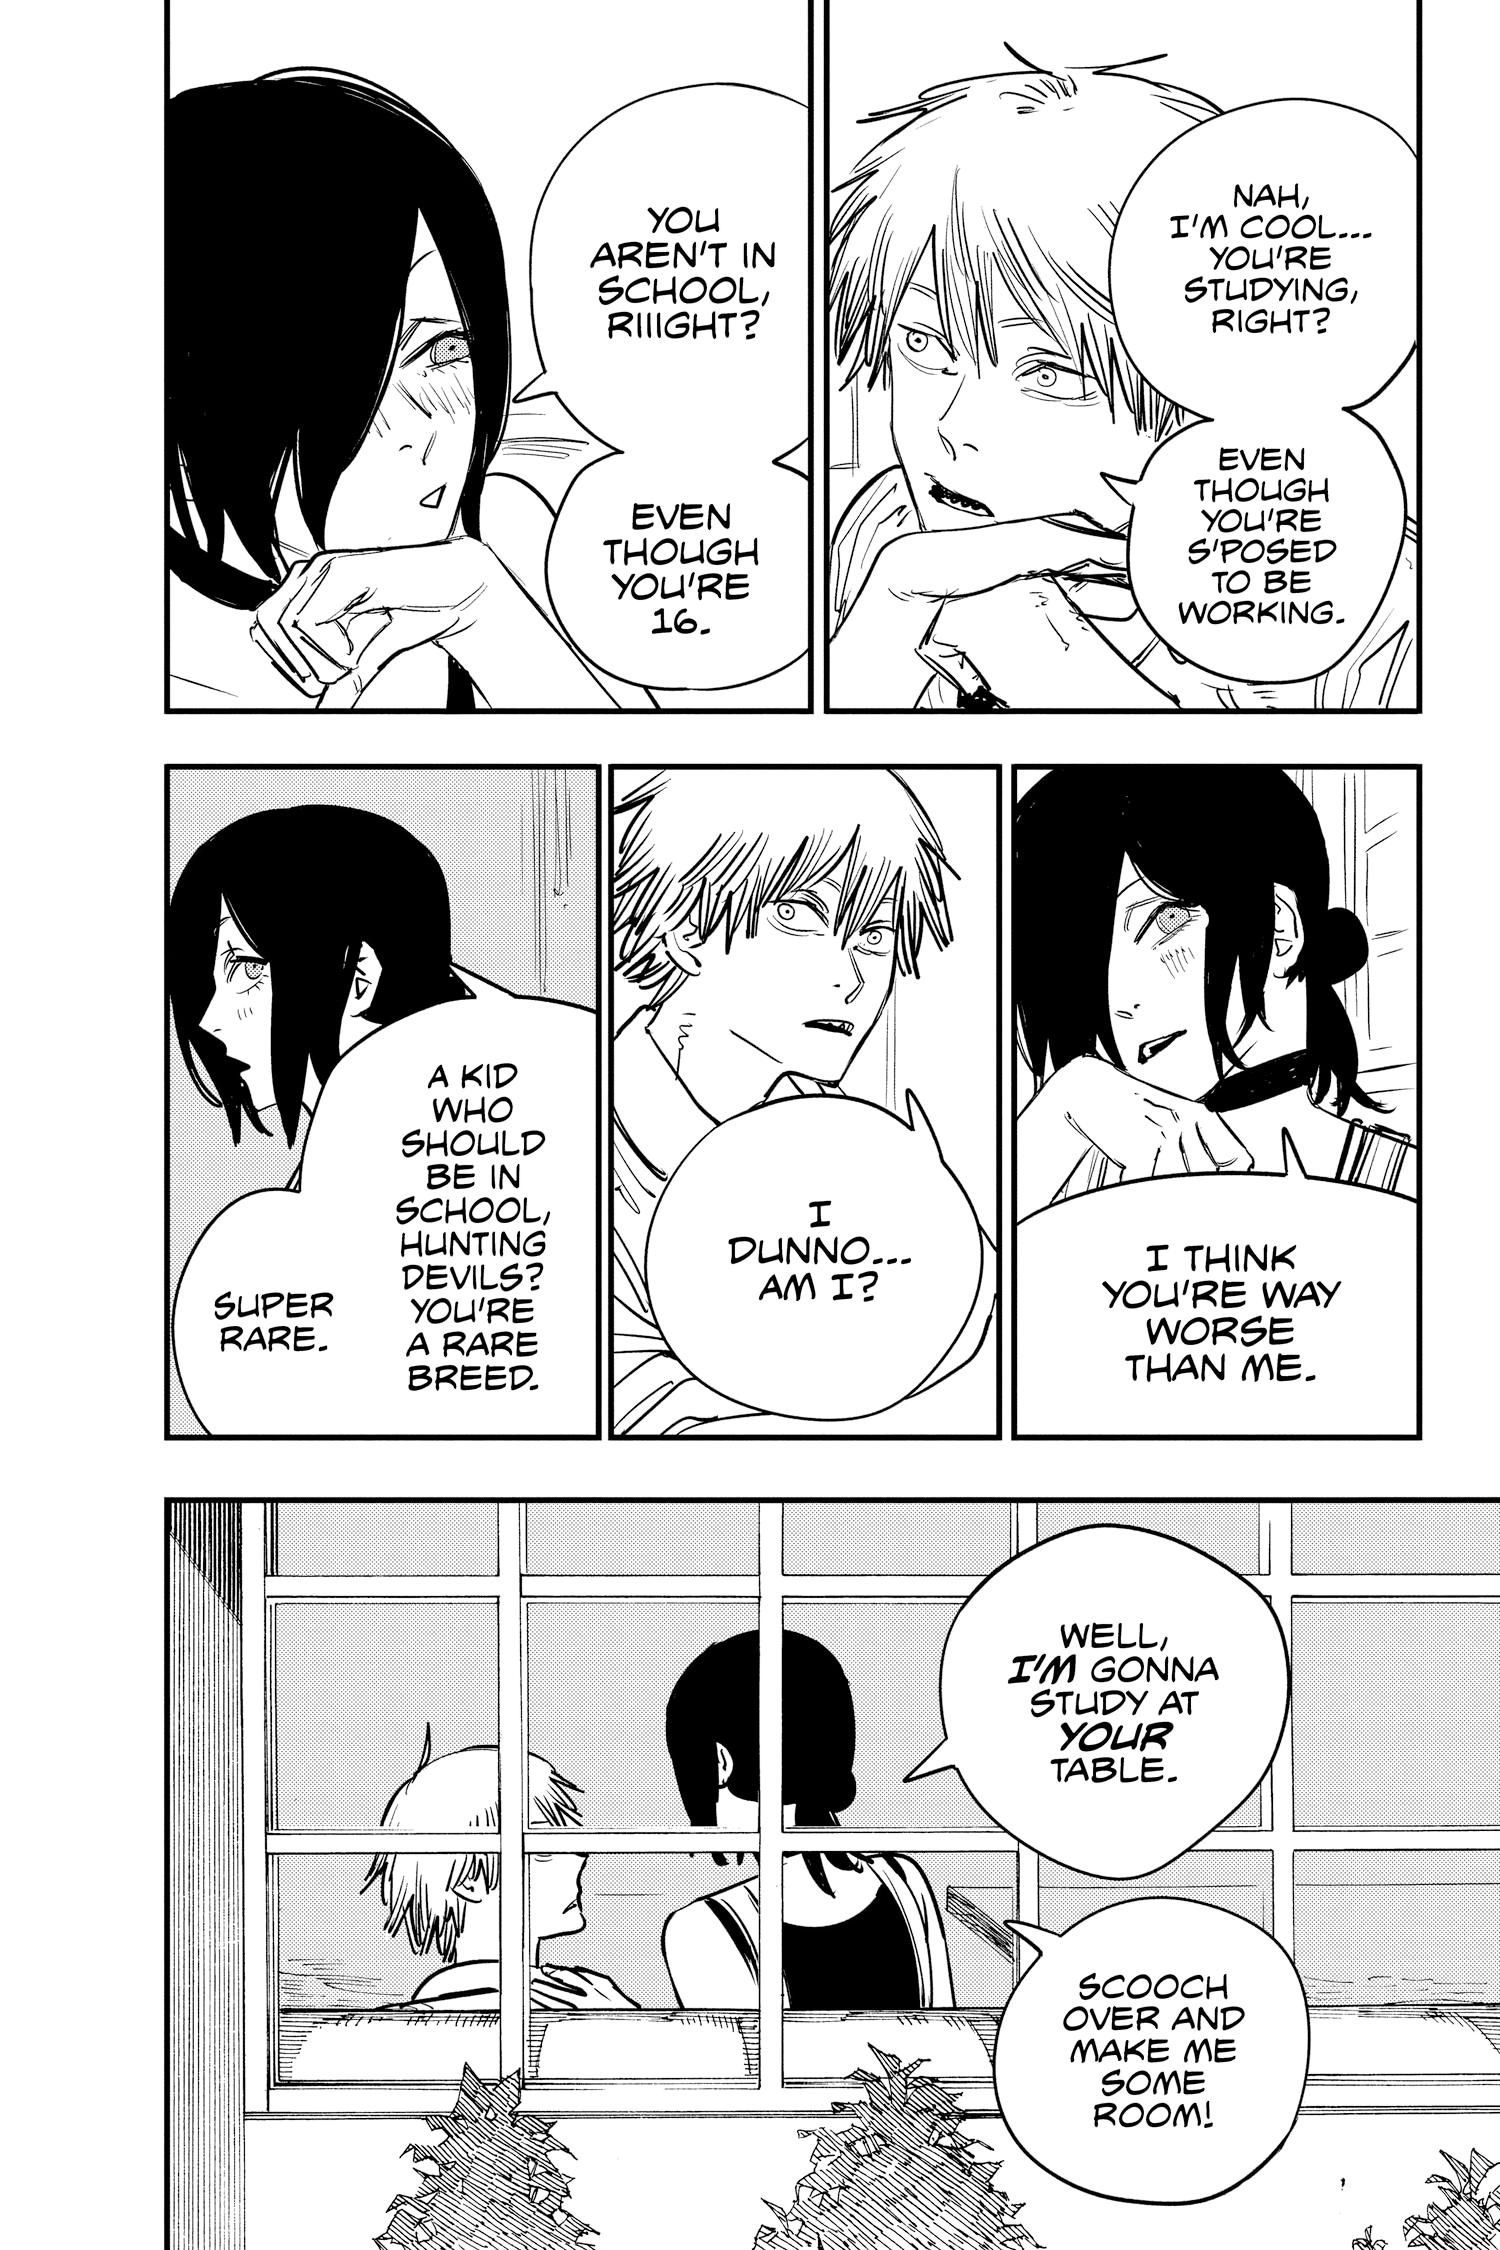 NAH,
I'M COOL...
YOU'RE
STUDYING,
RIGHT?
EVEN
THOUGH
YOU'RE
S'POSED
TO BE
WORKING.
YOU
AREN'T IN
SCHOOL,
RIIIGHT?
EVEN
THOUGH
YOU'RE
16.
I THINK
YOU'RE WAY
WORSE
THAN ME.
I
DUNNO...
AM I?
A KID
WHO
SHOULD
BE IN
SCHOOL,
HUNTING
DEVILS?
YOU'RE
A RARE
BREED.
SUPER
RARE.
WELL,
I'M GONNA
STUDY AT
YOUR
TABLE.
SCOOCH
OVER AND
MAKE ME
SOME
ROOM!